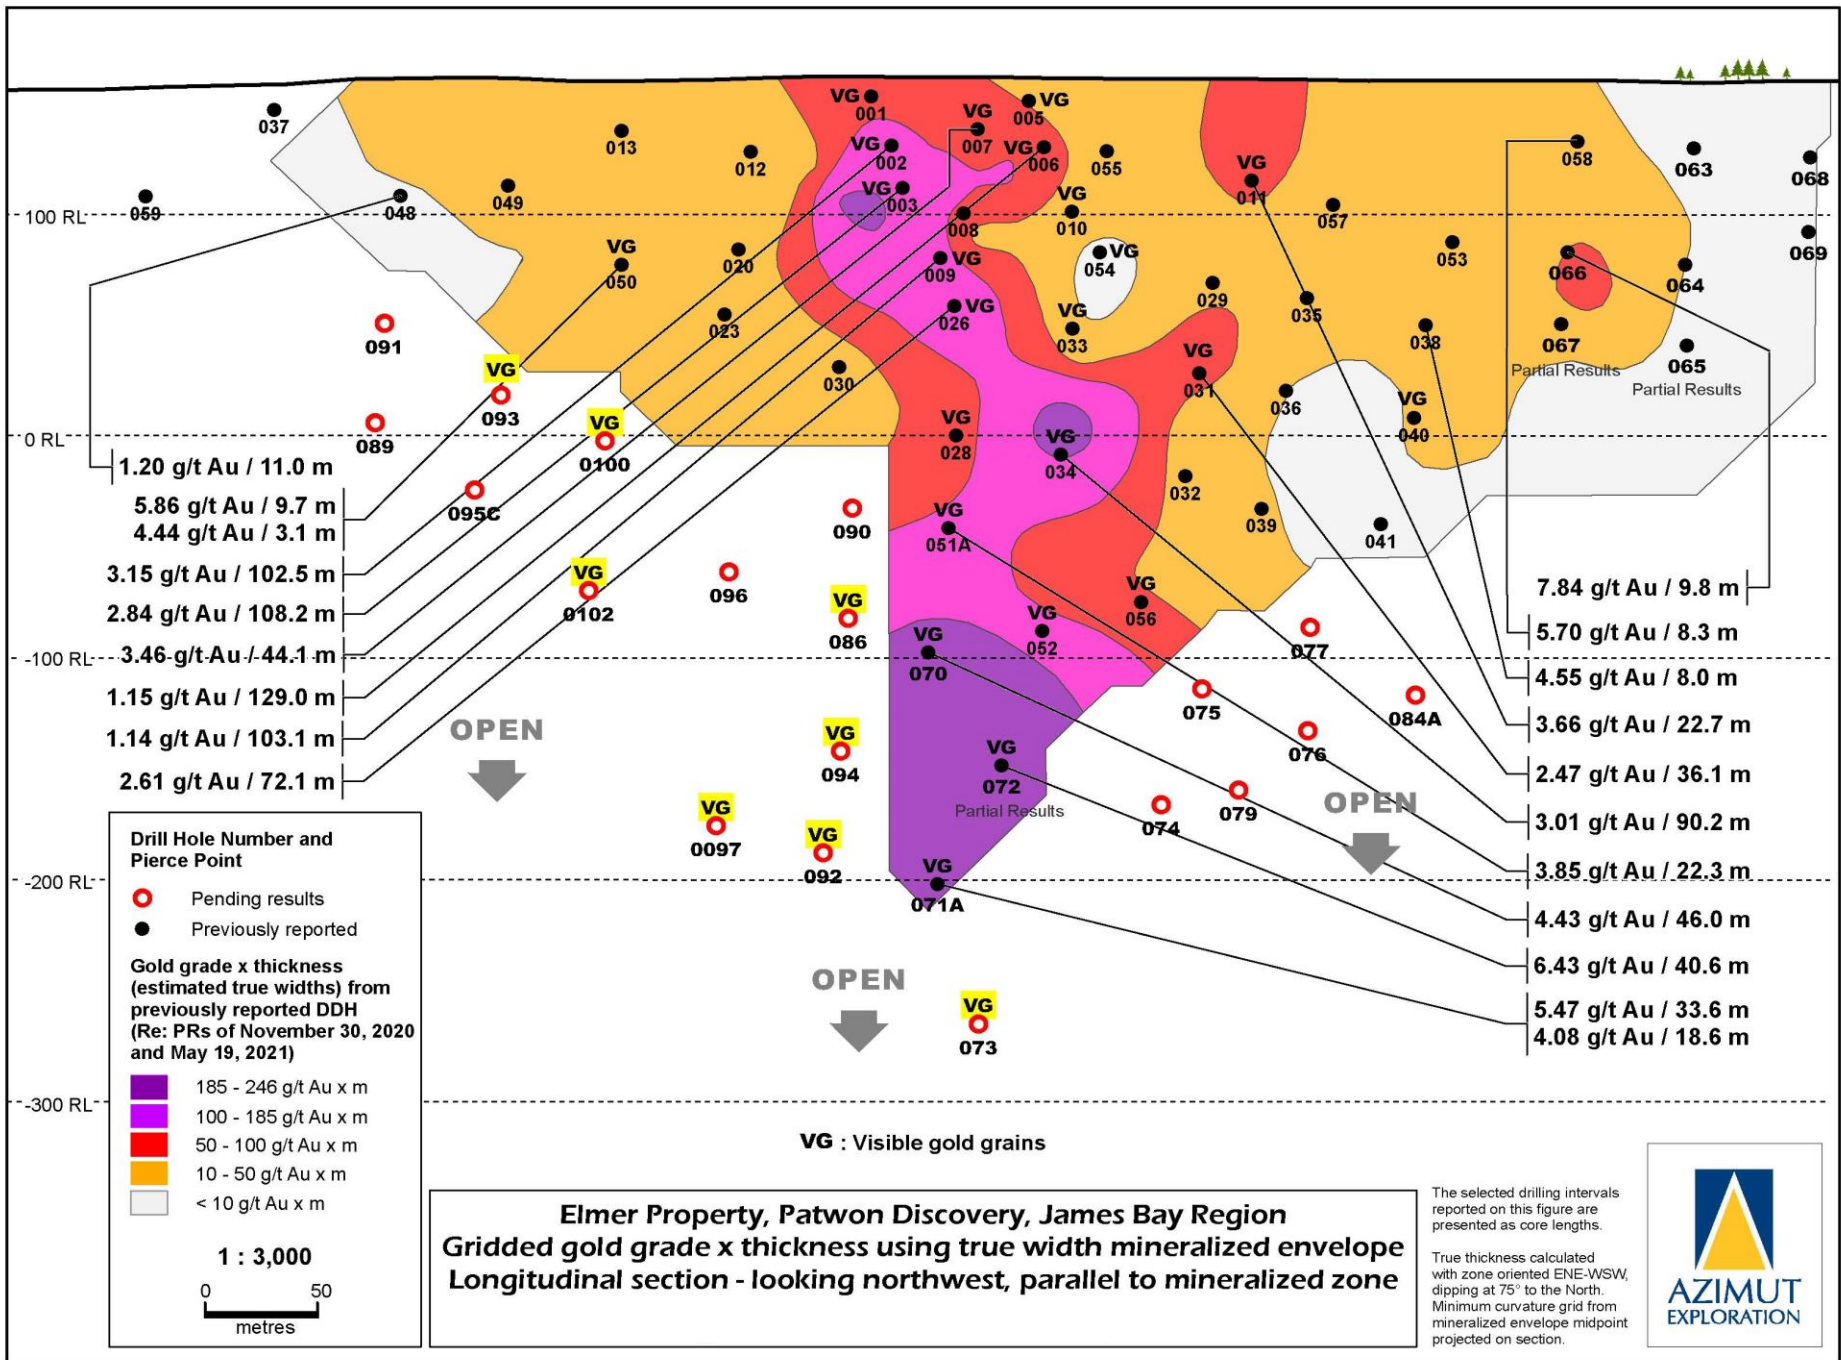 VG
001
VG
005
037
013
VG
007
VG
002
VG
006
012
055
058
063
068
VG
003
VG
011
059
048
049
100 RL
008
VG
010
057
VG
050
020
009
VG
054
VG
053
066
064
069
023
026
VG
VG
033
029
035
038
067
Partial Results
065
Partial Results
091
030
VG
031
VG
093
036
VG
040
089
VG
0100
0 RL
VG
028
VG
034
1.20 g/t Au / 11.0 m
5.86 g/t Au / 9.7 m
4.44 g/t Au / 3.1 m
3.15 g/t Au / 102.5 m
2.84 g/t Au / 108.2 m
3.46 g/t Au / 44.1 m
1.15 g/t Au / 129.0 m
1.14 g/t Au / 103.1 m
2.61 g/t Au / 72.1 m
095C
090
VG
051A
032
039
041
VG
0102
096
VG
086
VG
070
VG
052
VG
056
077
-100 RL
075
084A
076
OPEN
VG
094
VG
072
Partial Results
074
079
OPEN
VG
0097
VG
092
-200 RL
VG
071A
OPEN
VG
073
-300 RL
7.84 g/t Au / 9.8 m
5.70 g/t Au / 8.3 m
4.55 g/t Au / 8.0 m
3.66 g/t Au / 22.7 m
2.47 g/t Au / 36.1 m
3.01 g/t Au / 90.2 m
3.85 g/t Au / 22.3 m
4.43 g/t Au / 46.0 m
6.43 g/t Au / 40.6 m
5.47 g/t Au / 33.6 m
4.08 g/t Au / 18.6 m
Drill Hole Number and
Pierce Point
Pending results
Previously reported
Gold grade x thickness
(estimated true widths) from
previously reported DDH
(Re: PRs of November 30, 2020
and May 19, 2021)
185 - 246 g/t Au x m
100 - 185 g/t Au x m
50 - 100 g/t Au x m
10 - 50 g/t Au x m
< 10 g/t Au x m
1 : 3,000
0 50
metres
VG : Visible gold grains
Elmer Property, Patwon Discovery, James Bay Region
Gridded gold grade x thickness using true width mineralized envelope
Longitudinal section - looking northwest, parallel to mineralized zone
The selected drilling intervals
reported on this figure are
presented as core lengths.
True thickness calculated
with zone oriented ENE-WSW,
dipping at 75° to the North.
Minimum curvature grid from
mineralized envelope midpoint
projected on section.
AZIMUT
EXPLORATION